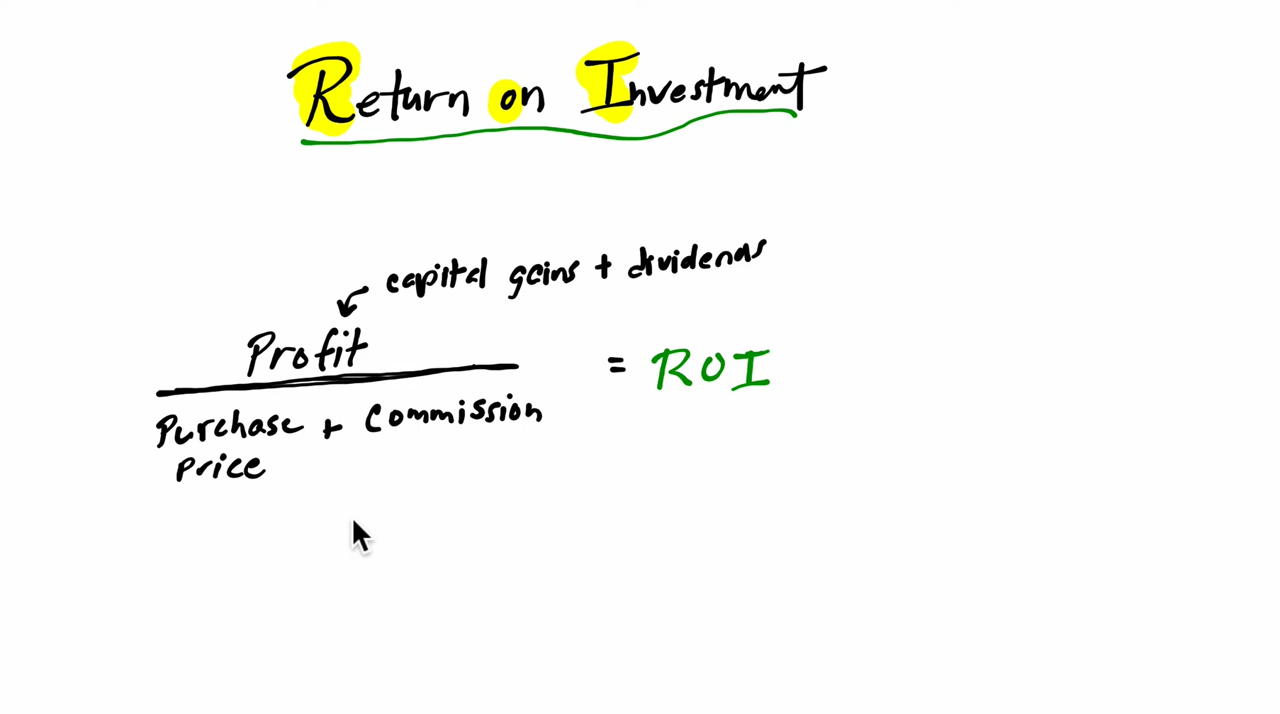 Return on Investment
capital gains + dividends
Profit
= ROI
Purchase + Commission
price